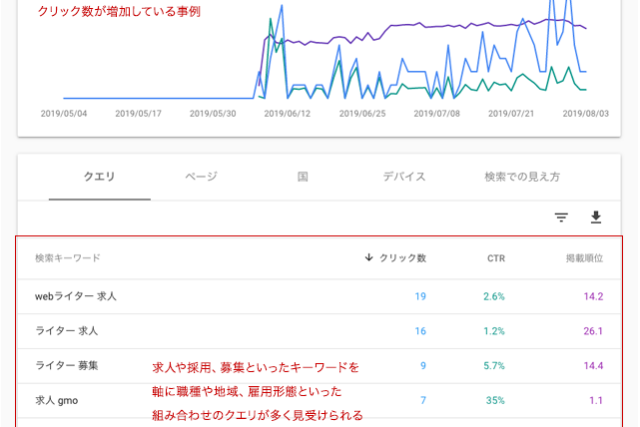 クリック数が増加している事例
2019/05/04 2019/05/17 2019/05/30 2019/06/12 2019/06/25 2019/07/08 2019/07/21 2019/08/03
クエリ ページ 国 デバイス 検索での見え方
検索キーワード ↓ クリック数 CTR 掲載順位
webライター 求人 19 2.6% 14.2
ライター 求人 16 1.2% 26.1
ライター 募集 9 5.7% 14.4
求人 gmo 7 35% 1.1
求人や採用、募集といったキーワードを
軸に職種や地域、雇用形態といった
組み合わせのクエリが多く見受けられる